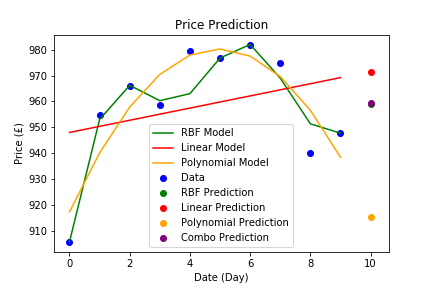 Price Prediction
Price (£)
980
970
960
950
940
930
920
910
RBF Model
Linear Model
Polynomial Model
Data
RBF Prediction
Linear Prediction
Polynomial Prediction
Combo Prediction
0 2 4 6 8 10
Date (Day)